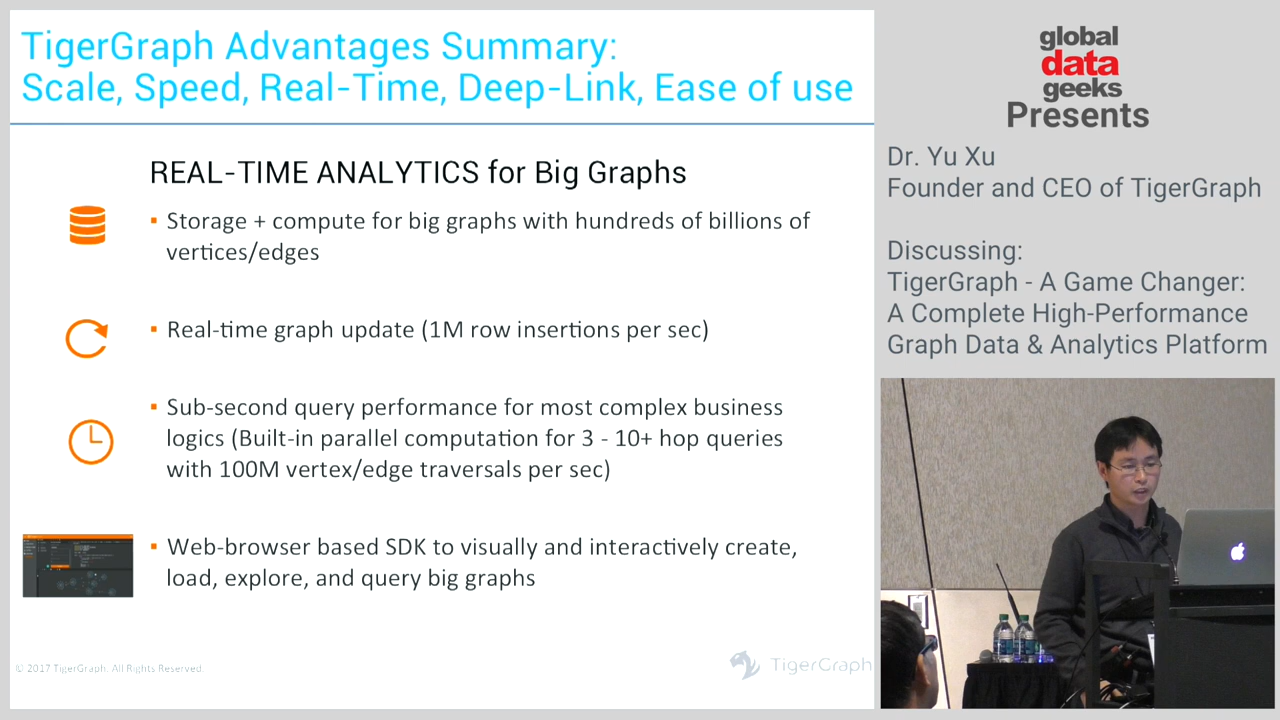 TigerGraph Advantages Summary:
Scale, Speed, Real-Time, Deep-Link, Ease of use
REAL-TIME ANALYTICS for Big Graphs
▪ Storage + compute for big graphs with hundreds of billions of
vertices/edges
▪ Real-time graph update (1M row insertions per sec)
▪ Sub-second query performance for most complex business
logics (Built-in parallel computation for 3 - 10+ hop queries
with 100M vertex/edge traversals per sec)
▪ Web-browser based SDK to visually and interactively create,
load, explore, and query big graphs
© 2017 TigerGraph. All Rights Reserved.
TigerGraph
global
data
geeks
Presents
Dr. Yu Xu
Founder and CEO of TigerGraph
Discussing:
TigerGraph - A Game Changer:
A Complete High-Performance
Graph Data & Analytics Platform